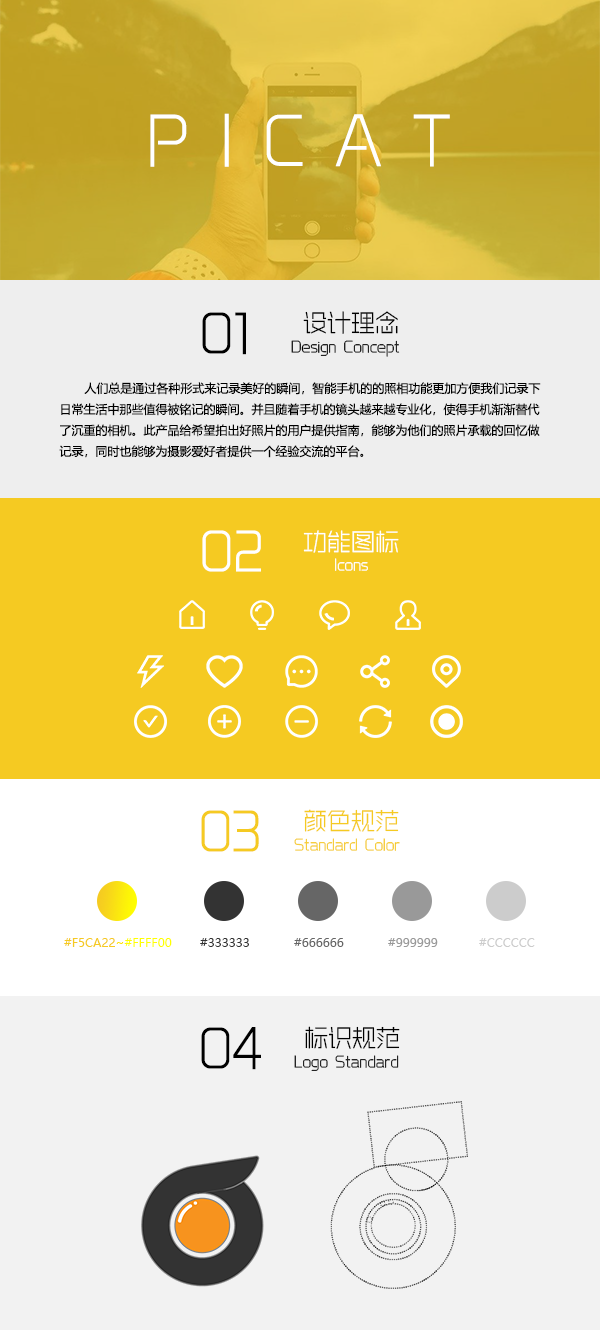 PICAT
01
设计理念
Design Concept
人们总是通过各种形式来记录美好的瞬间，智能手机的的照相功能更加方便我们记录下
日常生活中那些值得被铭记的瞬间。并且随着手机的镜头越来越专业化，使得手机渐渐替代
了沉重的相机。此产品给希望拍出好照片的用户提供指南，能够为他们的照片承载的回忆做
记录，同时也能够为摄影爱好者提供一个经验交流的平台。
02
功能图标
Icons
03
颜色规范
Standard Color
#F5CA22~#FFFF00 #333333 #666666 #999999 #CCCCCC
04
标识规范
Logo Standard